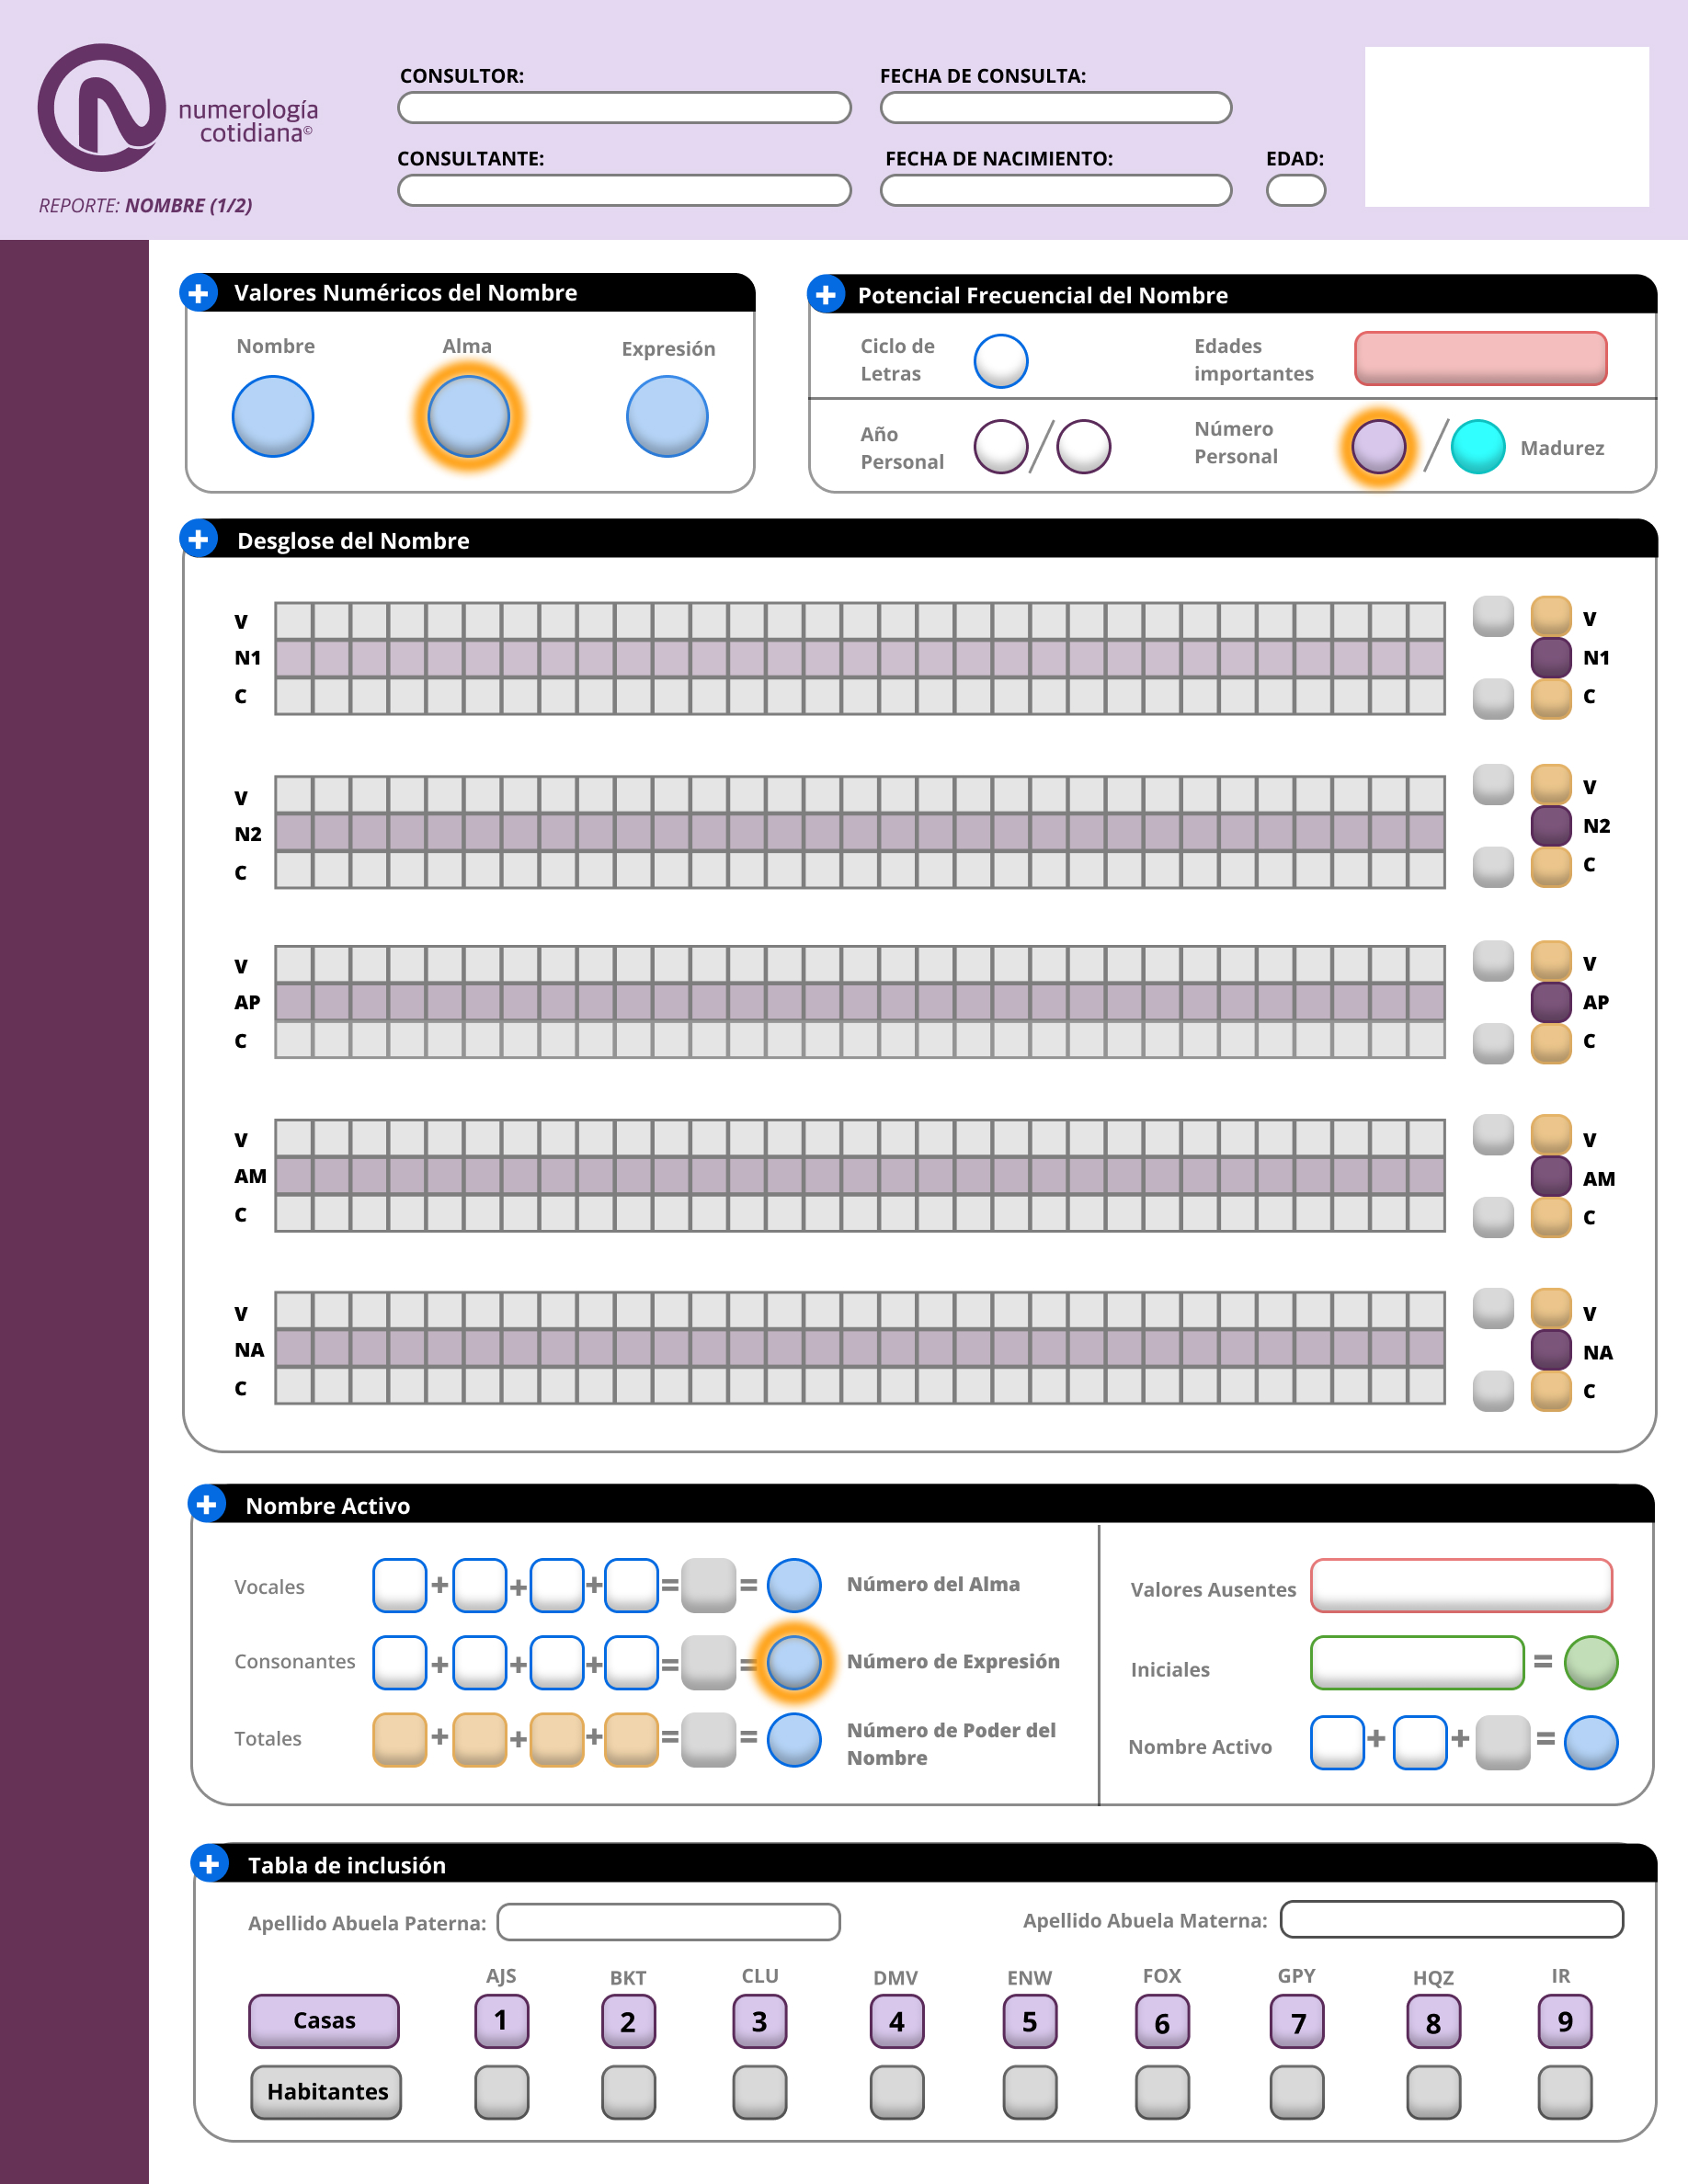 numerología
cotidiana©
REPORTE: NOMBRE (1/2)
CONSULTOR:
FECHA DE CONSULTA:
CONSULTANTE:
FECHA DE NACIMIENTO:
EDAD:
Valores Numéricos del Nombre
Nombre
Alma
Expresión
Potencial Frecuencial del Nombre
Ciclo de
Letras
Edades
importantes
Año
Personal
Número
Personal
Madurez
Desglose del Nombre
V
V
N1
N1
C
C
V
V
N2
N2
C
C
V
V
AP
AP
C
C
V
V
AM
AM
C
C
V
V
NA
NA
C
C
Nombre Activo
Vocales
+ + + = =
Número del Alma
Consonantes
+ + + = =
Número de Expresión
Totales
+ + + = =
Número de Poder del
Nombre
Valores Ausentes
Iniciales
=
Nombre Activo
+ + =
Tabla de inclusión
Apellido Abuela Paterna:
Apellido Abuela Materna:
AJS BKT CLU DMV ENW FOX GPY HQZ IR
Casas 1 2 3 4 5 6 7 8 9
Habitantes